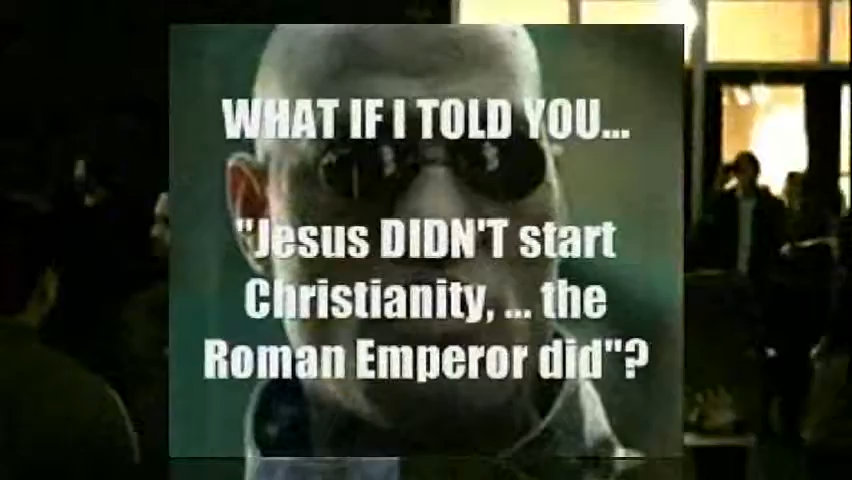 WHAT IF I TOLD YOU...
"Jesus DIDN'T start
Christianity, ... the
Roman Emperor did"?